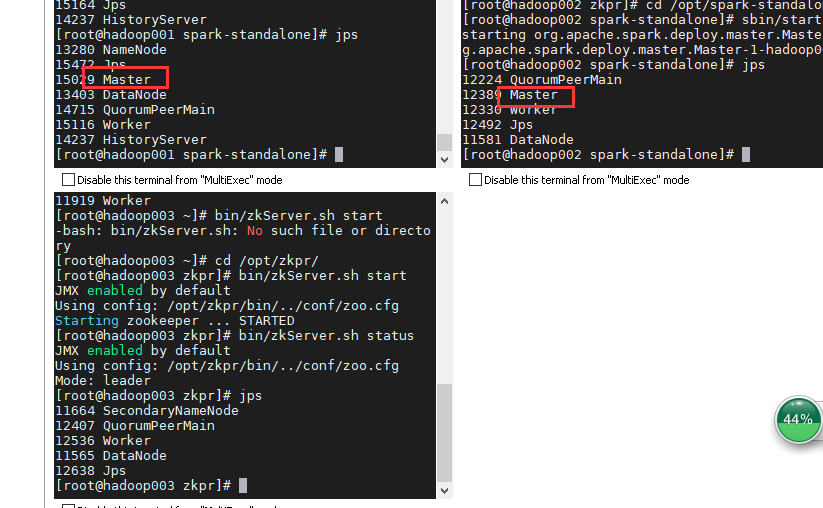 15164 Jps
14237 HistoryServer
[root@hadoop001 spark-standalone]# jps
13280 NameNode
15472 Jps
15029 Master
13403 DataNode
14715 QuorumPeerMain
15116 Worker
14237 HistoryServer
[root@hadoop001 spark-standalone]#
Disable this terminal from "MultiExec" mode
[root@hadoop002 zkpr]# cd /opt/spark-standal
[root@hadoop002 spark-standalone]# sbin/start
starting org.apache.spark.deploy.master.Maste
g.apache.spark.deploy.master.Master-1-hadoop0
[root@hadoop002 spark-standalone]# jps
12224 QuorumPeerMain
12389 Master
12330 Worker
12492 Jps
11581 DataNode
[root@hadoop002 spark-standalone]#
Disable this terminal from "MultiExec" mode
11919 Worker
[root@hadoop003 ~]# bin/zkServer.sh start
-bash: bin/zkServer.sh: No such file or directo
ry
[root@hadoop003 ~]# cd /opt/zkpr/
[root@hadoop003 zkpr]# bin/zkServer.sh start
JMX enabled by default
Using config: /opt/zkpr/bin/../conf/zoo.cfg
Starting zookeeper ... STARTED
[root@hadoop003 zkpr]# bin/zkServer.sh status
JMX enabled by default
Using config: /opt/zkpr/bin/../conf/zoo.cfg
Mode: leader
[root@hadoop003 zkpr]# jps
11664 SecondaryNameNode
12407 QuorumPeerMain
12536 Worker
11565 DataNode
12638 Jps
[root@hadoop003 zkpr]#
44%